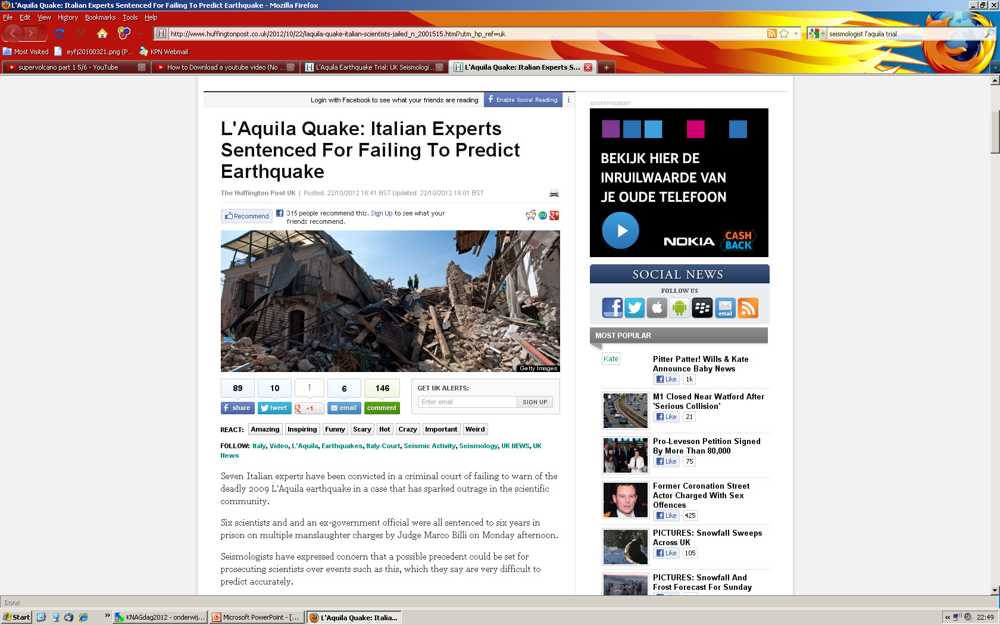 L'Aquila Quake: Italian Experts Sentenced For Failing To Predict Earthquake - Mozilla Firefox
File Edit View History Bookmarks Tools Help
http://www.huffingtonpost.co.uk/2012/10/22/laquila-quake-italian-scientists-jailed_n_2001515.html?utm_hp_ref=uk
seismologist l'aquila trial
Most Visited eyfj20100321.png (P... KPN Webmail
supervolcano part 1 5/6 - YouTube
How to Download a youtube video (No ...
L'Aquila Earthquake Trial: UK Seismologi...
L'Aquila Quake: Italian Experts S...
Login with Facebook to see what your friends are reading
Enable Social Reading
i
L'Aquila Quake: Italian Experts
Sentenced For Failing To Predict
Earthquake
The Huffington Post UK | Posted: 22/10/2012 16:41 BST Updated: 22/10/2012 18:01 BST
Recommend
315 people recommend this. Sign Up to see what your
friends recommend.
Getty Images
89 10 1 6 146
share tweet +1 email comment
GET UK ALERTS:
Enter email SIGN UP
REACT: Amazing Inspiring Funny Scary Hot Crazy Important Weird
FOLLOW: Italy, Video, L'Aquila, Earthquakes, Italy-Court, Seismic Activity, Seismology, UK NEWS, UK
News
Seven Italian experts have been convicted in a criminal court of failing to warn of the
deadly 2009 L'Aquila earthquake in a case that has sparked outrage in the scientific
community.
Six scientists and and an ex-government official were all sentenced to six years in
prison on multiple manslaughter charges by Judge Marco Billi on Monday afternoon.
Seismologists have expressed concern that a possible precedent could be set for
prosecuting scientists over events such as this, which they say are very difficult to
predict accurately.
ADVERTISEMENT
BEKIJK HIER DE
INRUILWAARDE VAN
JE OUDE TELEFOON
NOKIA
CASH
BACK
SOCIAL NEWS
FOLLOW US
email
MOST POPULAR
Kate
Pitter Patter! Wills & Kate
Announce Baby News
Like 1k
M1 Closed Near Watford After
'Serious Collision'
Like 21
Pro-Leveson Petition Signed
By More Than 80,000
Like 75
Former Coronation Street
Actor Charged With Sex
Offences
Like 425
PICTURES: Snowfall Sweeps
Across UK
Like 105
PICTURES: Snowfall And
Frost Forecast For Sunday
Done
Start
KNAGdag2012 - onderwij...
Microsoft PowerPoint - [...
L'Aquila Quake: Italia...
22:49